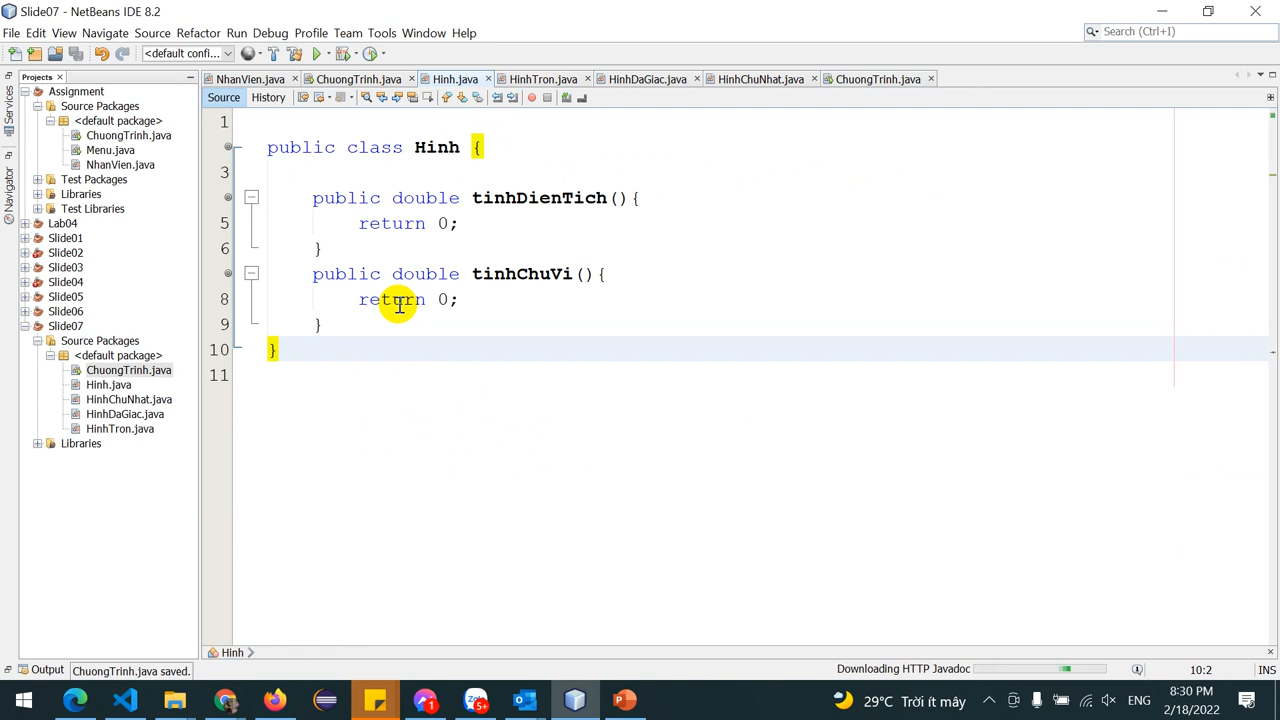 Slide07 - NetBeans IDE 8.2
File Edit View Navigate Source Refactor Run Debug Profile Team Tools Window Help
Search (Ctrl+I)
<default confi...
Projects
NhanVien.java ChuongTrinh.java Hinh.java HinhTron.java HinhDaGiac.java HinhChuNhat.java ChuongTrinh.java
Source History
Services
Navigator
Assignment
Source Packages
<default package>
ChuongTrinh.java
Menu.java
NhanVien.java
Test Packages
Libraries
Test Libraries
Lab04
Slide01
Slide02
Slide03
Slide04
Slide05
Slide06
Slide07
Source Packages
<default package>
ChuongTrinh.java
Hinh.java
HinhChuNhat.java
HinhDaGiac.java
HinhTron.java
Libraries
1
public class Hinh {
3
public double tinhDienTich(){
5 return 0;
6 }
public double tinhChuVi(){
8 return 0;
9 }
10 }
11
Hinh
Output
ChuongTrinh.java saved.
Downloading HTTP Javadoc
10:2
INS
1
5+
29°C Trời ít mây
ENG
8:30 PM
2/18/2022